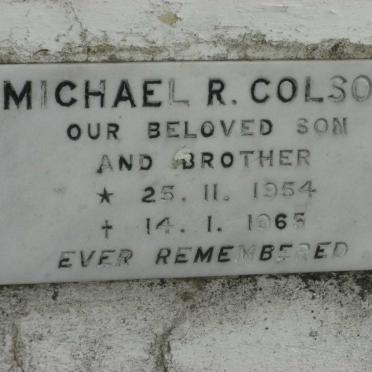 MICHAEL R. COLSO
OUR BELOVED SON
AND BROTHER
★ 25. 11. 1954
† 14. 1. 1965
EVER REMEMBERED